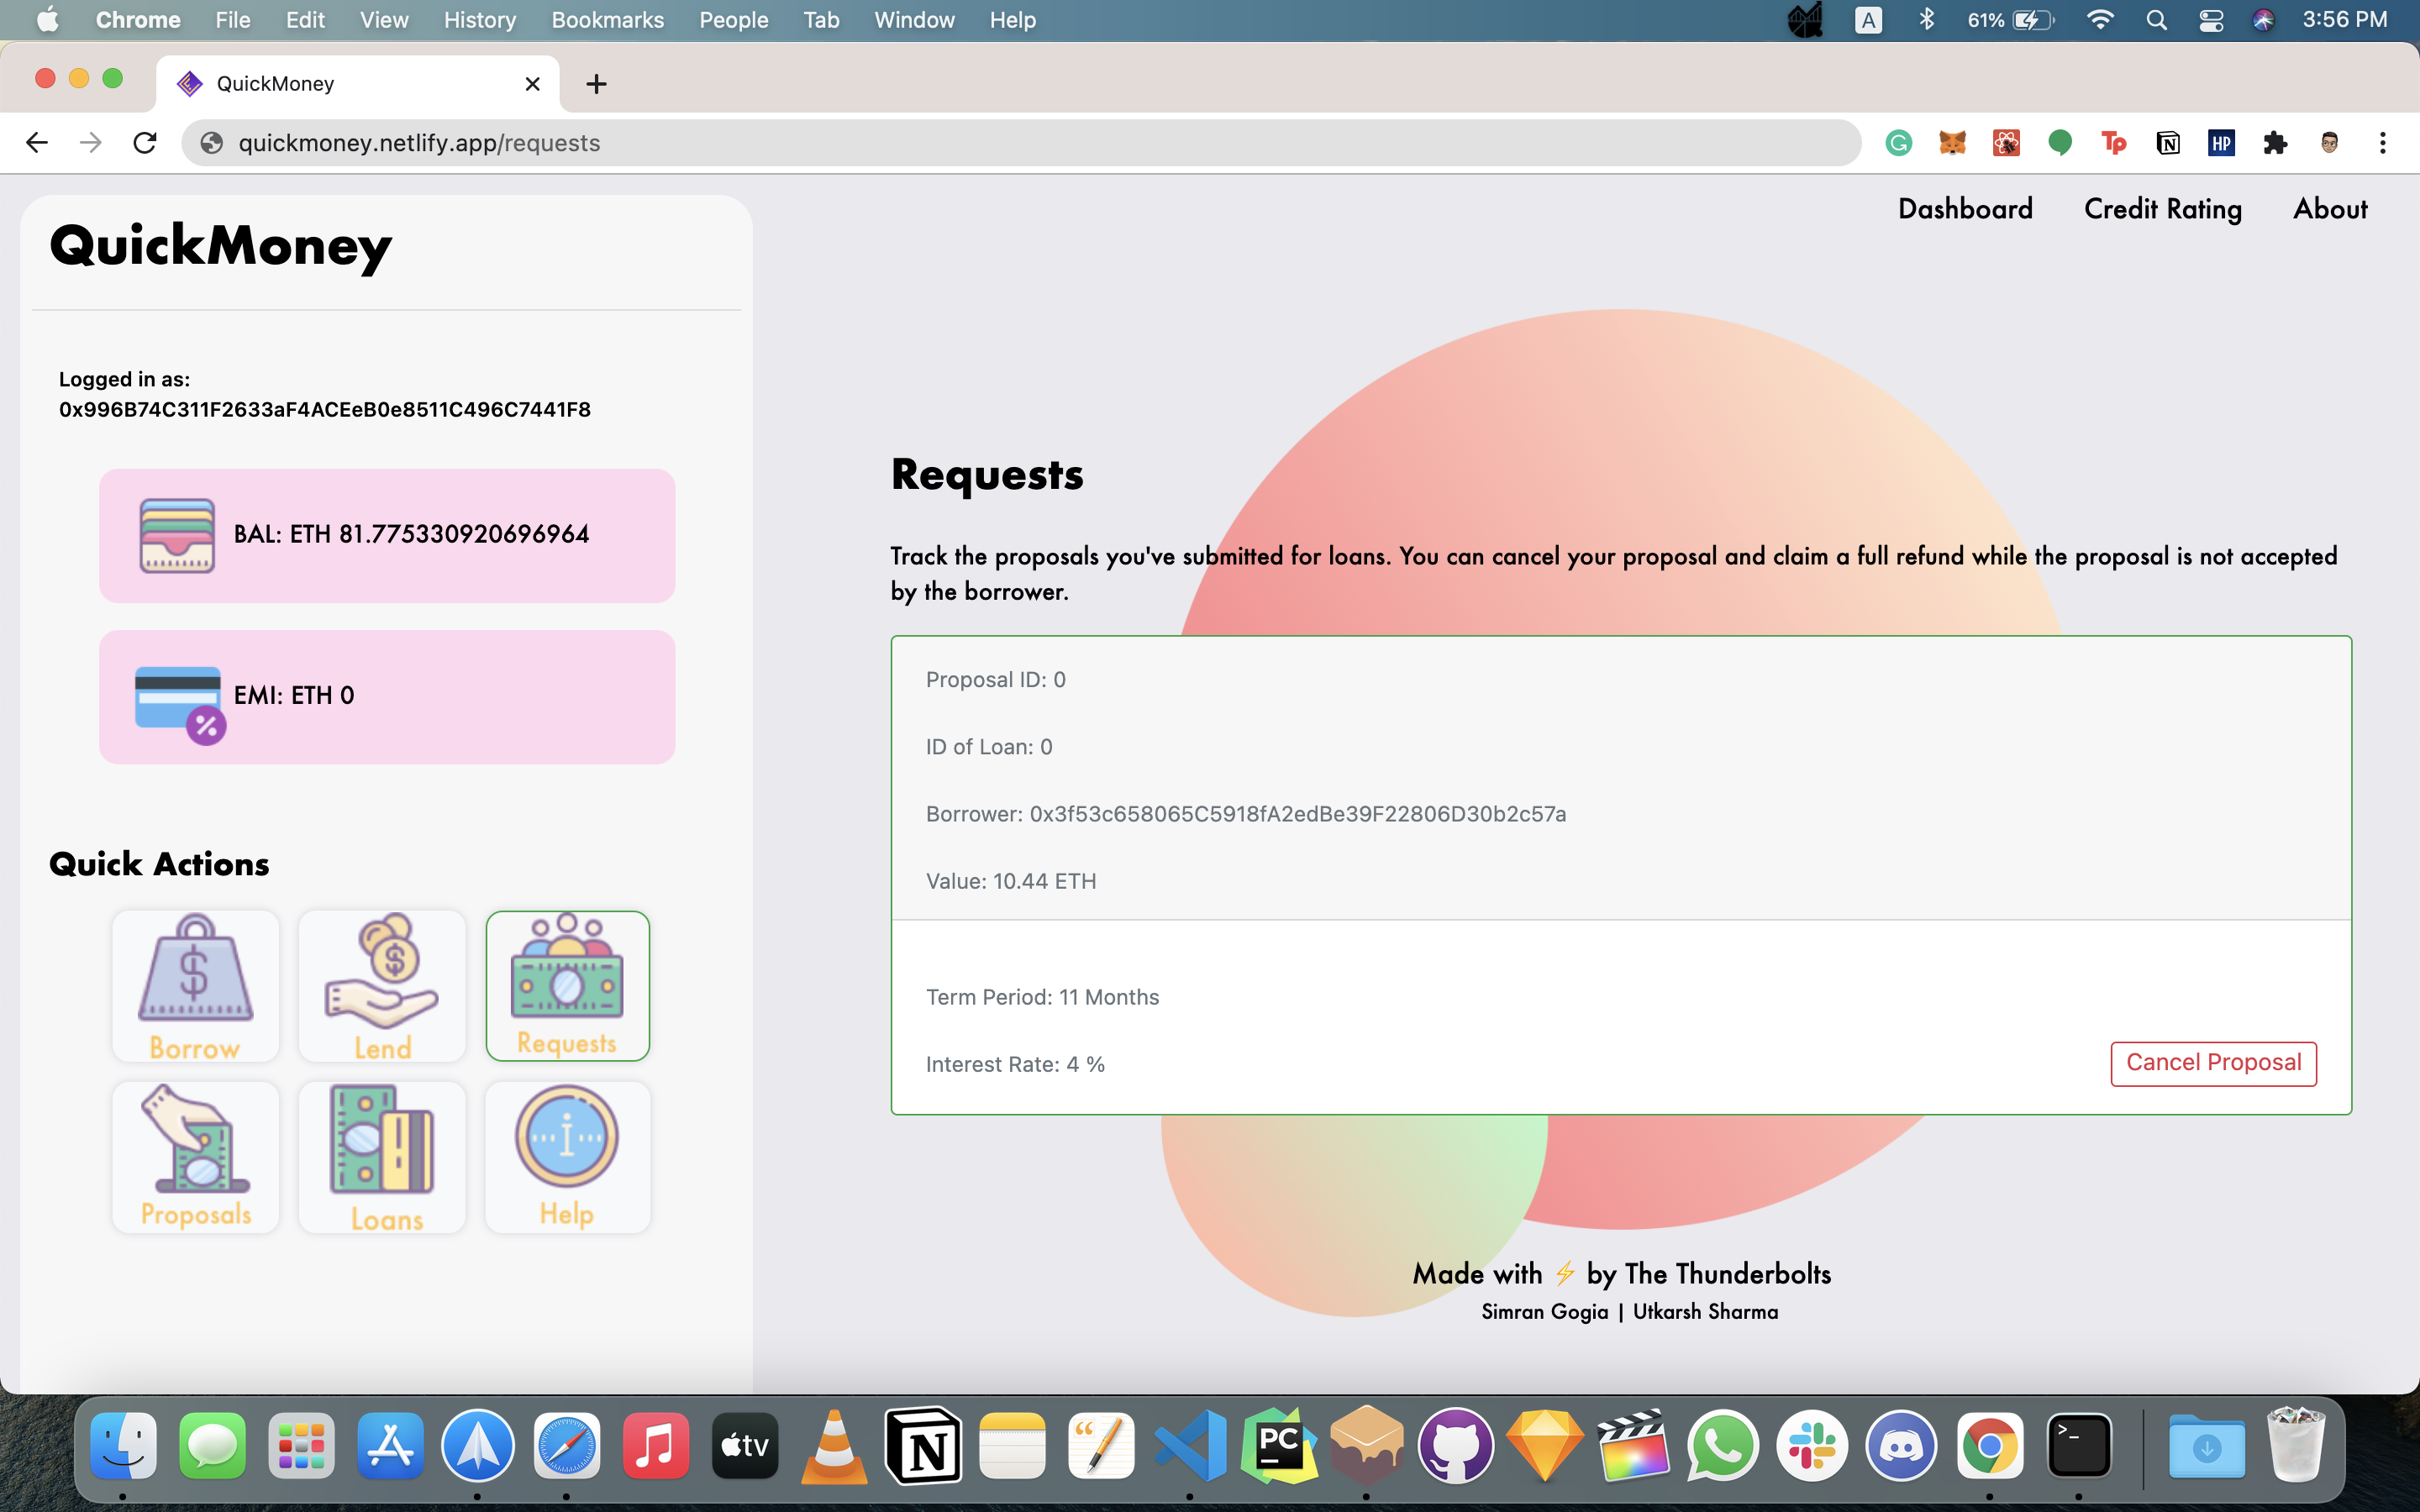 Chrome File Edit View History Bookmarks People Tab Window Help
A 61% 3:56 PM
QuickMoney
quickmoney.netlify.app/requests
G Tp N HP
Dashboard Credit Rating About
QuickMoney
Logged in as:
0x996B74C311F2633aF4ACEeB0e8511C496C7441F8
BAL: ETH 81.775330920696964
EMI: ETH 0
%
Quick Actions
Borrow
Lend
Requests
Proposals
Loans
Help
Requests
Track the proposals you've submitted for loans. You can cancel your proposal and claim a full refund while the proposal is not accepted
by the borrower.
Proposal ID: 0
ID of Loan: 0
Borrower: 0x3f53c658065C5918fA2edBe39F22806D30b2c57a
Value: 10.44 ETH
Term Period: 11 Months
Interest Rate: 4 %
Cancel Proposal
Made with ⚡ by The Thunderbolts
Simran Gogia | Utkarsh Sharma
tv N PC